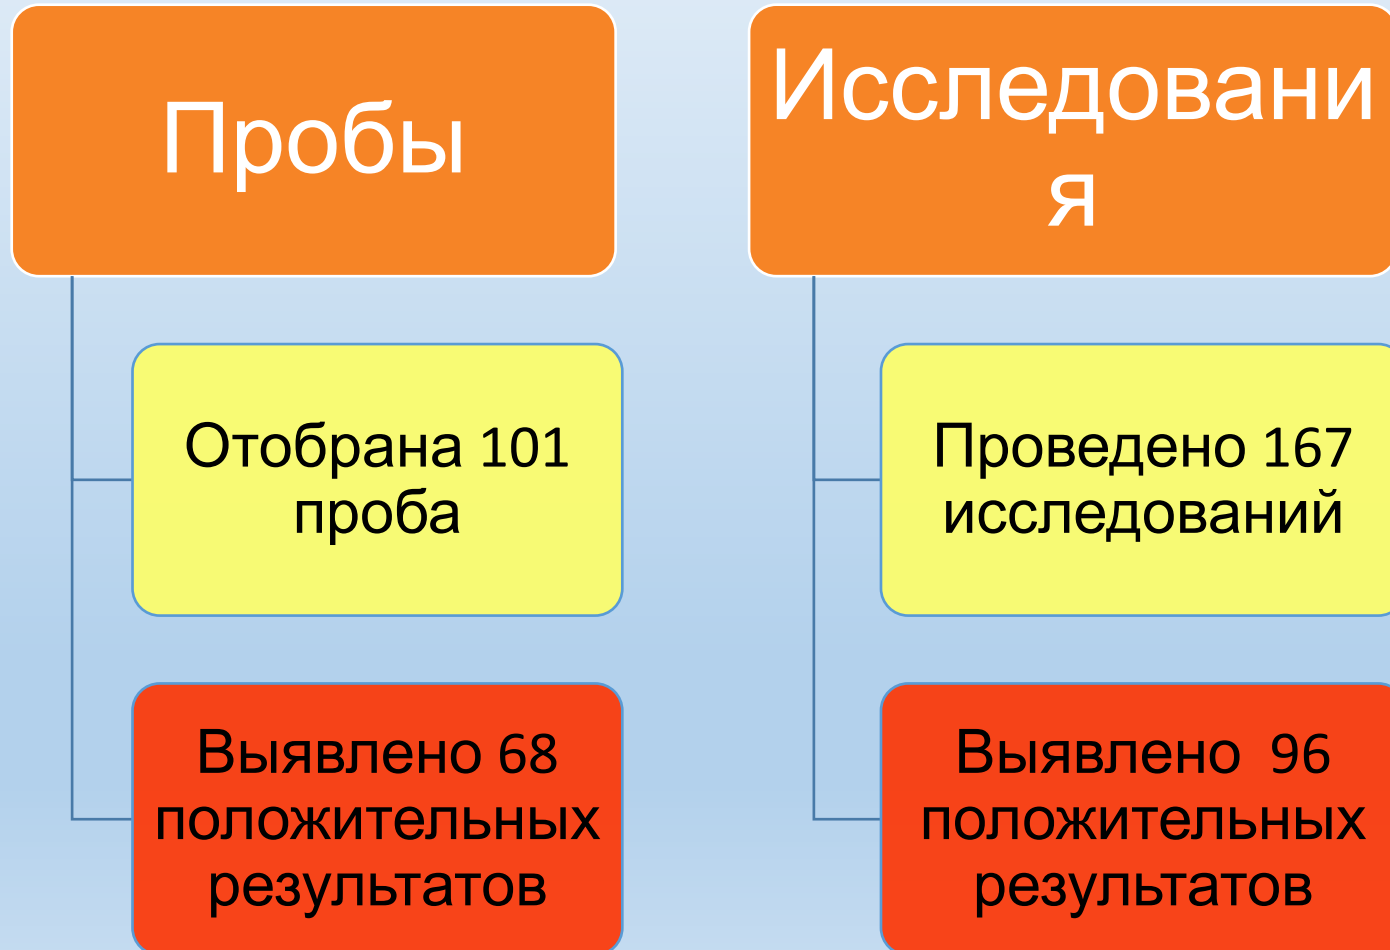 Пробы
Исследовани
я
Отобрана 101
проба
Проведено 167
исследований
Выявлено 68
положительных
результатов
Выявлено  96
положительных
результатов